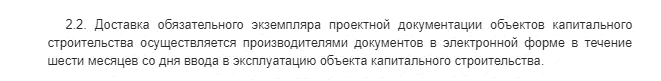 2.2. Доставка обязательного экземпляра проектной документации объектов капитального
строительства осуществляется производителями документов в электронной форме в течение
шести месяцев со дня ввода в эксплуатацию объекта капитального строительства.